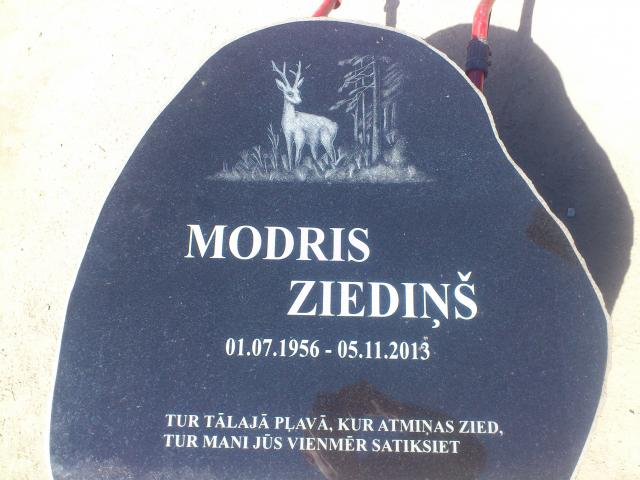 MODRIS
ZIEDIŅŠ
01.07.1956 - 05.11.2013
TUR TĀLAJĀ PĻAVĀ, KUR ATMIŅAS ZIED,
TUR MANI JŪS VIENMĒR SATIKSIET